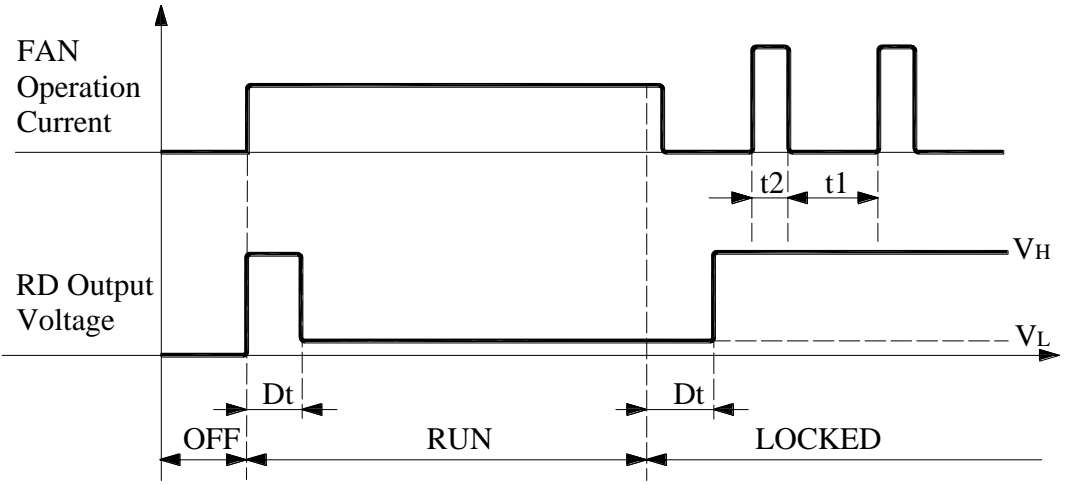 FAN
Operation
Current
t2
t1
RD Output
Voltage
VH
VL
Dt
Dt
OFF
RUN
LOCKED